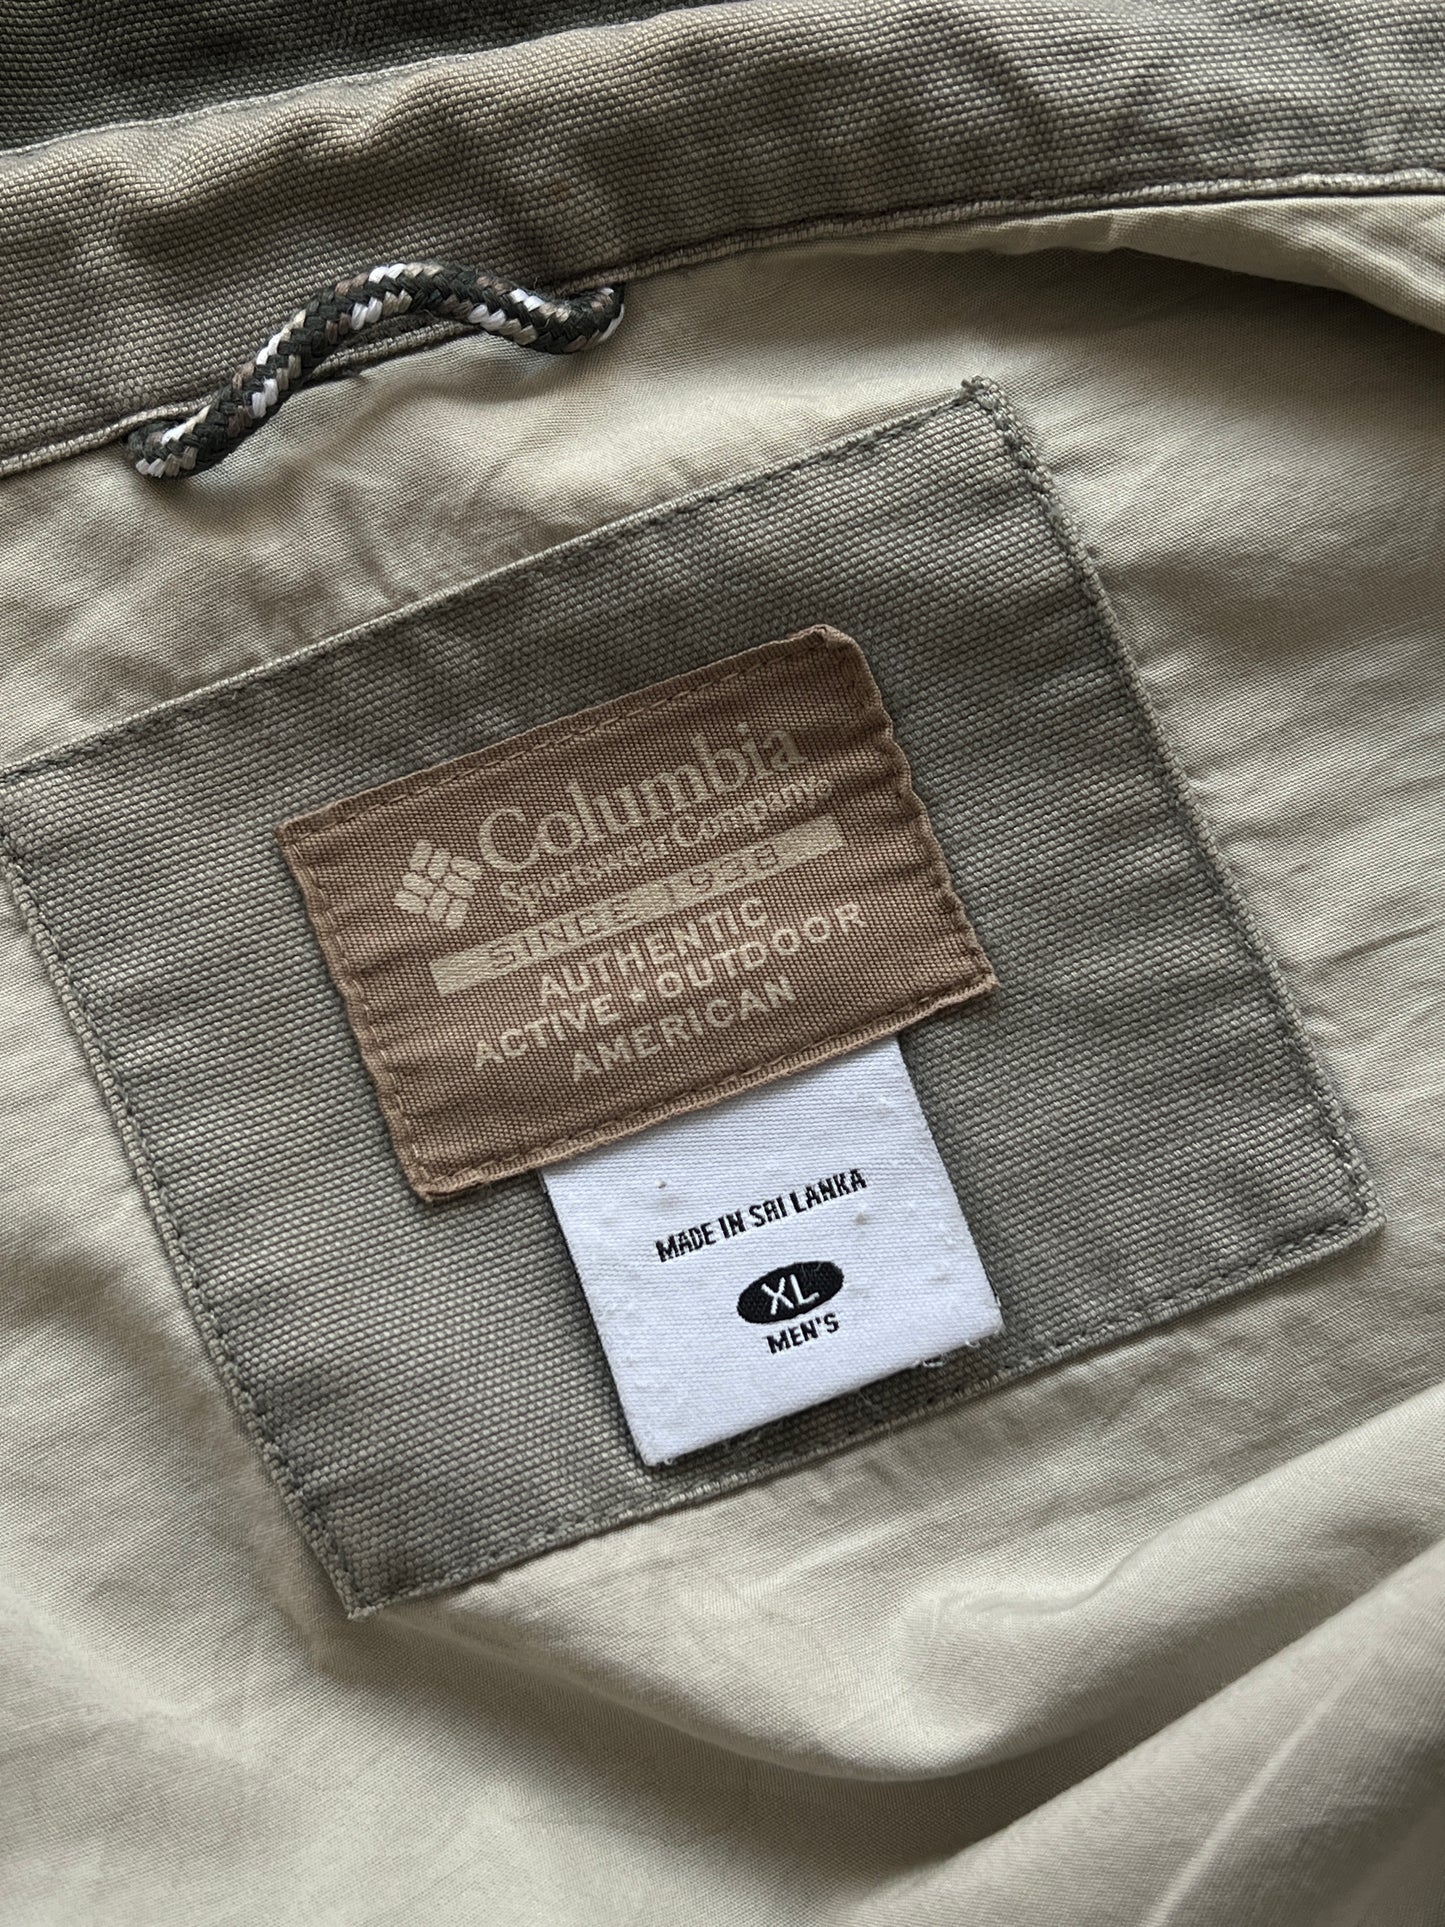 Columbia
Sportswear Company
SINCE 1938
AUTHENTIC
ACTIVE • OUTDOOR
AMERICAN
MADE IN SRI LANKA
XL
MEN'S